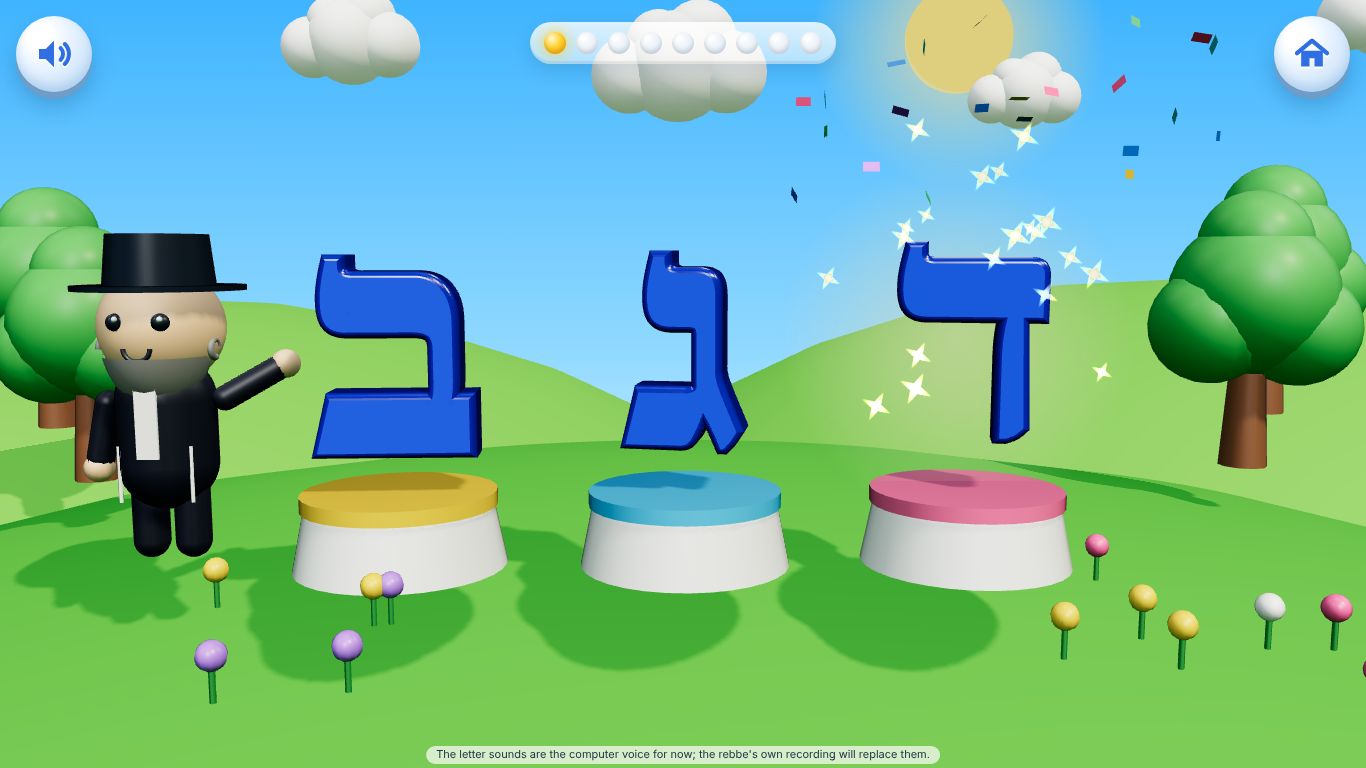 ב ג ד
The letter sounds are the computer voice for now; the rebbe's own recording will replace them.